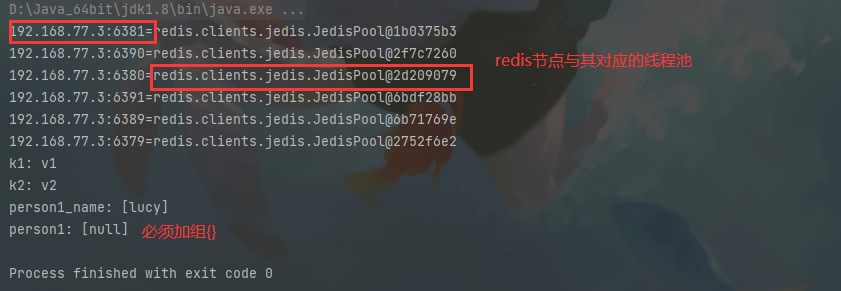 D:\Java_64bit\jdk1.8\bin\java.exe ...
192.168.77.3:6381=redis.clients.jedis.JedisPool@1b0375b3
192.168.77.3:6390=redis.clients.jedis.JedisPool@2f7c7260
redis节点与其对应的线程池
192.168.77.3:6380=redis.clients.jedis.JedisPool@2d209079
192.168.77.3:6391=redis.clients.jedis.JedisPool@6bdf28bb
192.168.77.3:6389=redis.clients.jedis.JedisPool@6b71769e
192.168.77.3:6379=redis.clients.jedis.JedisPool@2752f6e2
k1: v1
k2: v2
person1_name: [lucy]
person1: [null] 必须加组{}
Process finished with exit code 0